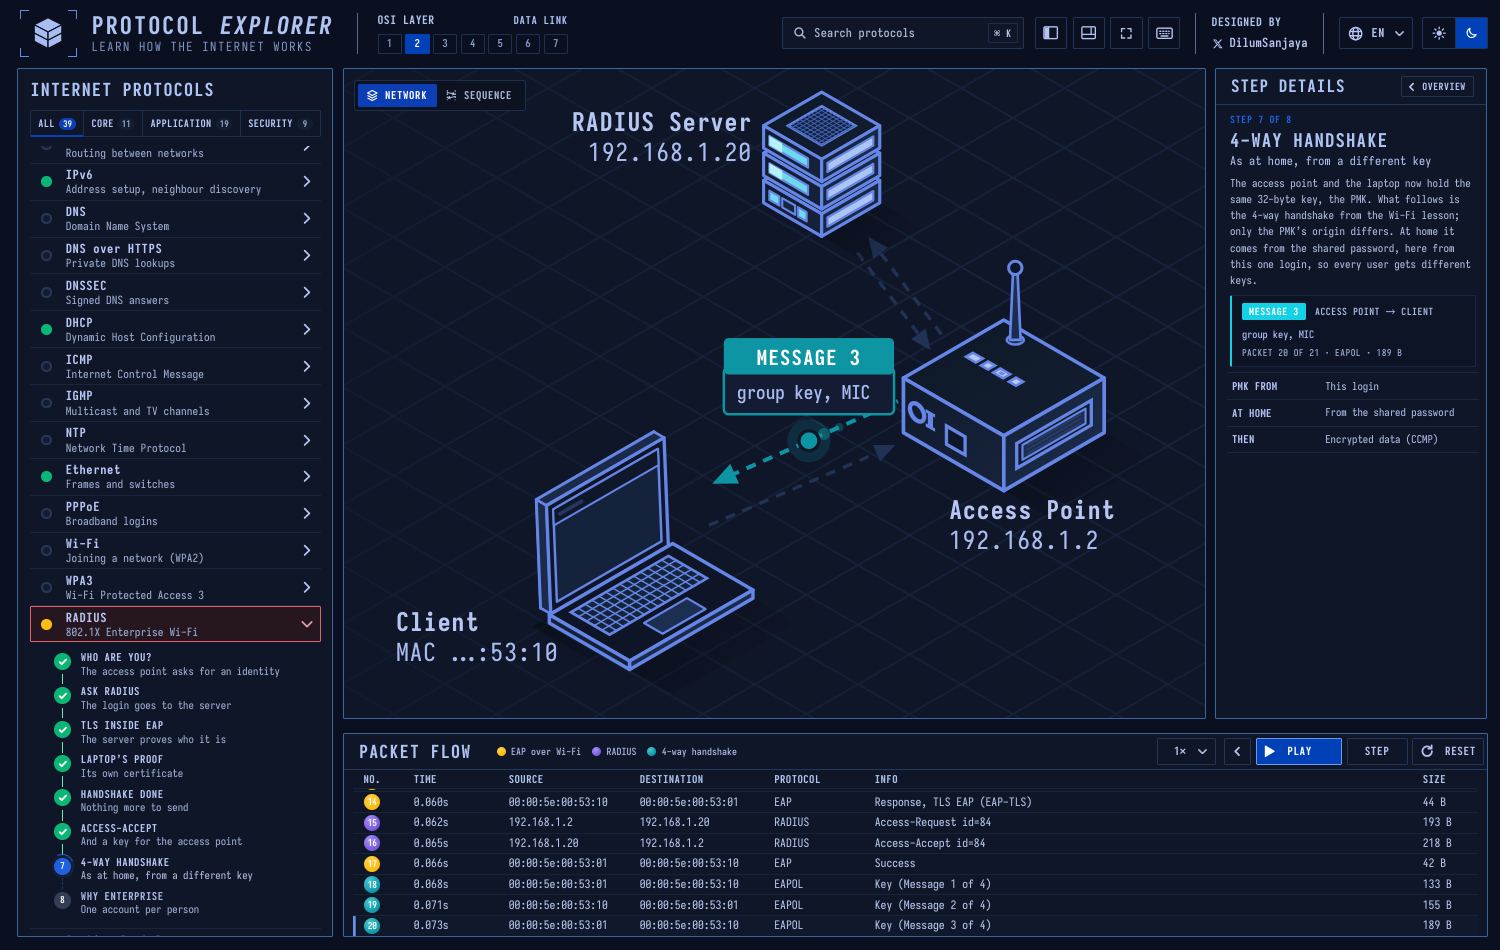 PROTOCOL EXPLORER
LEARN HOW THE INTERNET WORKS
OSI LAYER DATA LINK
1 2 3 4 5 6 7
Search protocols ⌘ K
DESIGNED BY
X DilumSanjaya
EN
INTERNET PROTOCOLS
ALL 39 CORE 11 APPLICATION 19 SECURITY 9
Routing between networks
IPv6
Address setup, neighbour discovery
DNS
Domain Name System
DNS over HTTPS
Private DNS lookups
DNSSEC
Signed DNS answers
DHCP
Dynamic Host Configuration
ICMP
Internet Control Message
IGMP
Multicast and TV channels
NTP
Network Time Protocol
Ethernet
Frames and switches
PPPoE
Broadband logins
Wi-Fi
Joining a network (WPA2)
WPA3
Wi-Fi Protected Access 3
RADIUS
802.1X Enterprise Wi-Fi
WHO ARE YOU?
The access point asks for an identity
ASK RADIUS
The login goes to the server
TLS INSIDE EAP
The server proves who it is
LAPTOP'S PROOF
Its own certificate
HANDSHAKE DONE
Nothing more to send
ACCESS-ACCEPT
And a key for the access point
7 4-WAY HANDSHAKE
As at home, from a different key
8 WHY ENTERPRISE
One account per person
NETWORK SEQUENCE
RADIUS Server
192.168.1.20
MESSAGE 3
group key, MIC
Access Point
192.168.1.2
Client
MAC ...:53:10
STEP DETAILS OVERVIEW
STEP 7 OF 8
4-WAY HANDSHAKE
As at home, from a different key
The access point and the laptop now hold the
same 32-byte key, the PMK. What follows is
the 4-way handshake from the Wi-Fi lesson;
only the PMK's origin differs. At home it
comes from the shared password, here from
this one login, so every user gets different
keys.
MESSAGE 3 ACCESS POINT → CLIENT
group key, MIC
PACKET 20 OF 21 · EAPOL · 189 B
PMK FROM This login
AT HOME From the shared password
THEN Encrypted data (CCMP)
PACKET FLOW EAP over Wi-Fi RADIUS 4-way handshake 1× PLAY STEP RESET
NO. TIME SOURCE DESTINATION PROTOCOL INFO SIZE
14 0.060s 00:00:5e:00:53:10 00:00:5e:00:53:01 EAP Response, TLS EAP (EAP-TLS) 44 B
15 0.062s 192.168.1.2 192.168.1.20 RADIUS Access-Request id=84 193 B
16 0.065s 192.168.1.20 192.168.1.2 RADIUS Access-Accept id=84 218 B
17 0.066s 00:00:5e:00:53:01 00:00:5e:00:53:10 EAP Success 42 B
18 0.068s 00:00:5e:00:53:01 00:00:5e:00:53:10 EAPOL Key (Message 1 of 4) 133 B
19 0.071s 00:00:5e:00:53:10 00:00:5e:00:53:01 EAPOL Key (Message 2 of 4) 155 B
20 0.073s 00:00:5e:00:53:01 00:00:5e:00:53:10 EAPOL Key (Message 3 of 4) 189 B